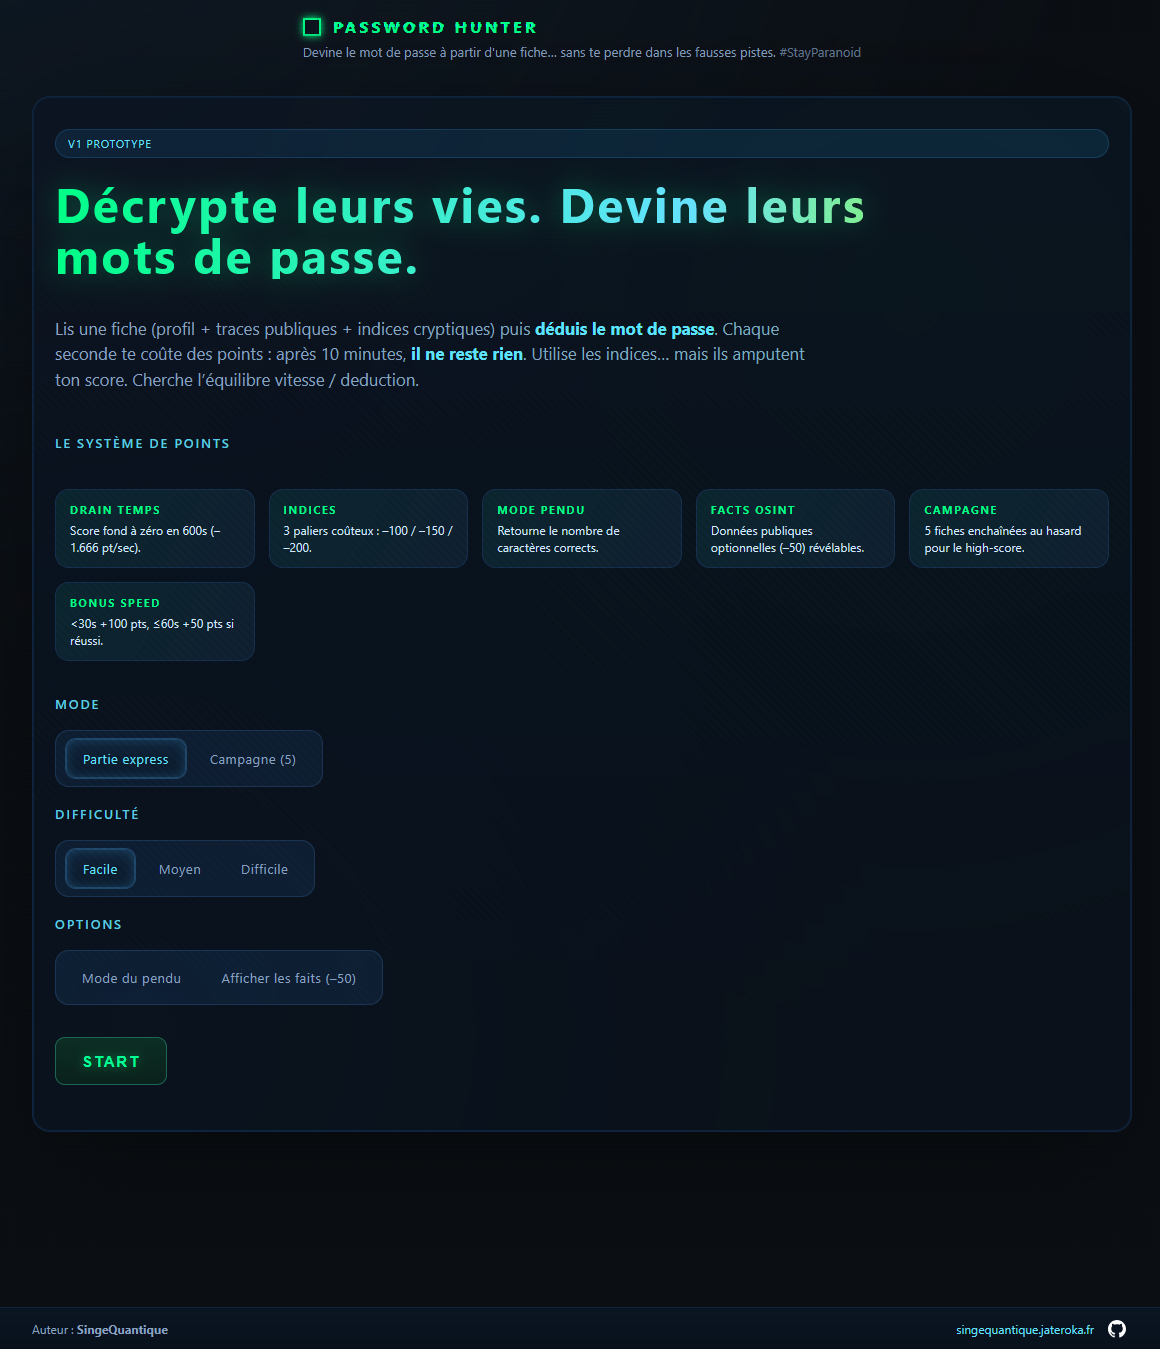 PASSWORD HUNTER
Devine le mot de passe à partir d'une fiche... sans te perdre dans les fausses pistes. #StayParanoid
V1 PROTOTYPE
Décrypte leurs vies. Devine leurs
mots de passe.
Lis une fiche (profil + traces publiques + indices cryptiques) puis déduis le mot de passe. Chaque
seconde te coûte des points : après 10 minutes, il ne reste rien. Utilise les indices... mais ils amputent
ton score. Cherche l'équilibre vitesse / deduction.
LE SYSTÈME DE POINTS
DRAIN TEMPS
Score fond à zéro en 600s (–
1.666 pt/sec).
INDICES
3 paliers coûteux : –100 / –150 /
–200.
MODE PENDU
Retourne le nombre de
caractères corrects.
FACTS OSINT
Données publiques
optionnelles (–50) révélables.
CAMPAGNE
5 fiches enchaînées au hasard
pour le high-score.
BONUS SPEED
<30s +100 pts, ≤60s +50 pts si
réussi.
MODE
Partie express
Campagne (5)
DIFFICULTÉ
Facile
Moyen
Difficile
OPTIONS
Mode du pendu
Afficher les faits (–50)
START
Auteur : SingeQuantique
singequantique.jateroka.fr